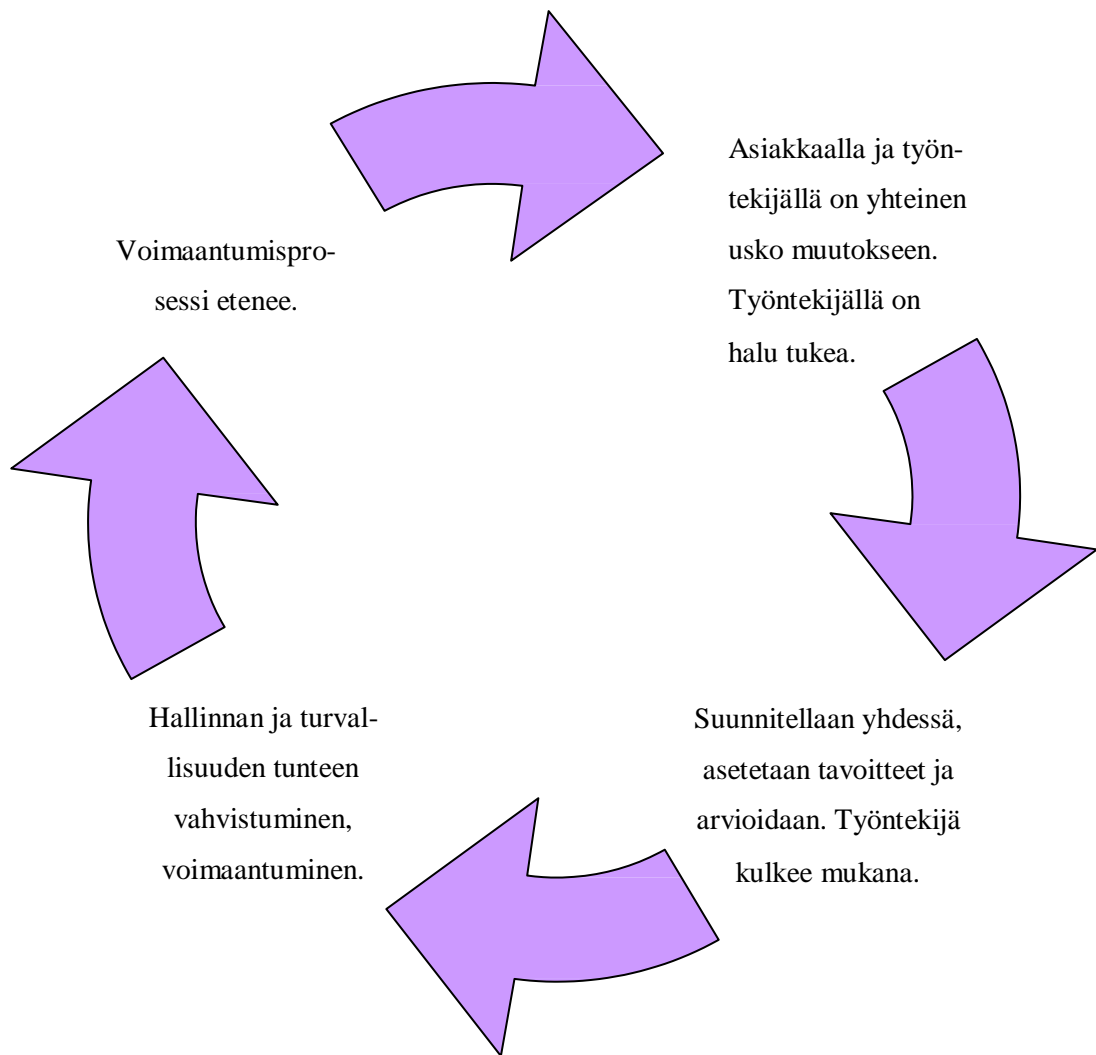 Asiakkaalla ja työn-
tekijällä on yhteinen
usko muutokseen.
Työntekijällä on
halu tukea.
Suunnitellaan yhdessä,
asetetaan tavoitteet ja
arvioidaan. Työntekijä
kulkee mukana.
Hallinnan ja turval-
lisuuden tunteen
vahvistuminen,
voimaantuminen.
Voimaantumispro-
sessi etenee.